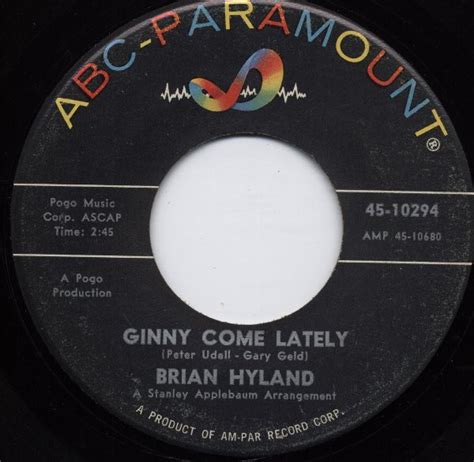 ABC-PARAMOUNT®
Pogo Music
Corp. ASCAP
Time: 2:45
45-10294
AMP 45-10680
A Pogo
Production
GINNY COME LATELY
(Peter Udell - Gary Geld)
BRIAN HYLAND
A Stanley Applebaum Arrangement
A PRODUCT OF AM-PAR RECORD CORP.